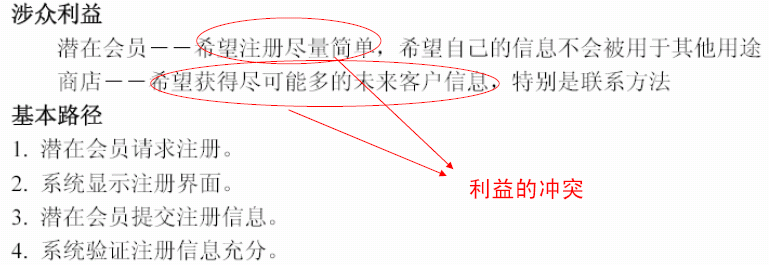 涉众利益
潜在会员——希望注册尽量简单，希望自己的信息不会被用于其他用途
商店——希望获得尽可能多的未来客户信息，特别是联系方法
基本路径
1. 潜在会员请求注册。
2. 系统显示注册界面。
3. 潜在会员提交注册信息。
利益的冲突
4. 系统验证注册信息充分。